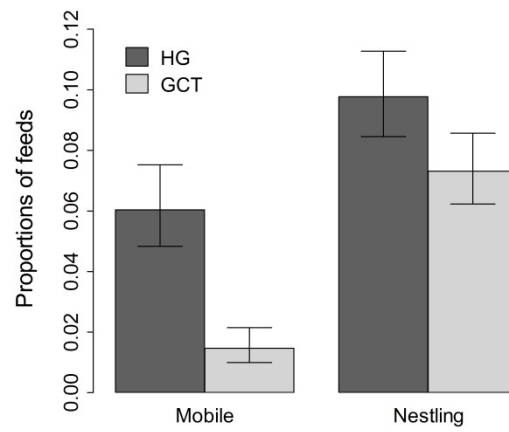 Proportions of feeds
0.12
0.10
0.08
0.06
0.04
0.02
0.00
HG
GCT
Mobile
Nestling